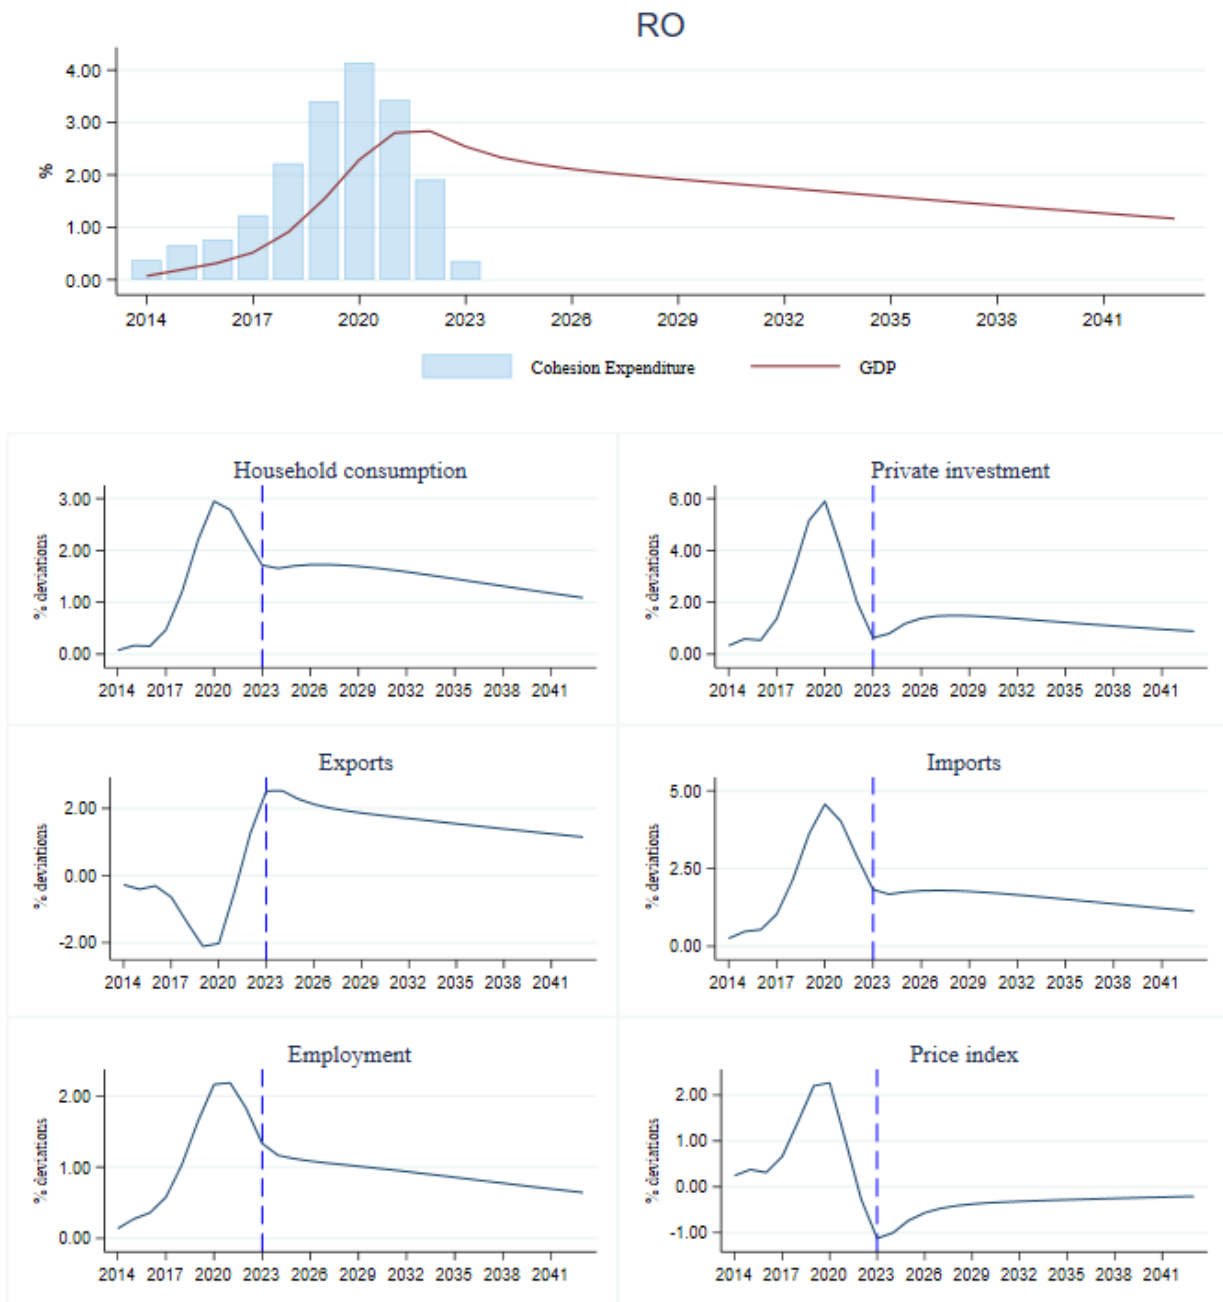 RO
4.00
3.00
2.00
1.00
0.00
%
2014 2017 2020 2023 2026 2029 2032 2035 2038 2041
Cohesion Expenditure GDP
Household consumption
3.00
2.00
1.00
0.00
% deviations
2014 2017 2020 2023 2026 2029 2032 2035 2038 2041
Private investment
6.00
4.00
2.00
0.00
% deviations
2014 2017 2020 2023 2026 2029 2032 2035 2038 2041
Exports
2.00
0.00
-2.00
% deviations
2014 2017 2020 2023 2026 2029 2032 2035 2038 2041
Imports
5.00
2.50
0.00
% deviations
2014 2017 2020 2023 2026 2029 2032 2035 2038 2041
Employment
2.00
1.00
0.00
% deviations
2014 2017 2020 2023 2026 2029 2032 2035 2038 2041
Price index
2.00
1.00
0.00
-1.00
% deviations
2014 2017 2020 2023 2026 2029 2032 2035 2038 2041